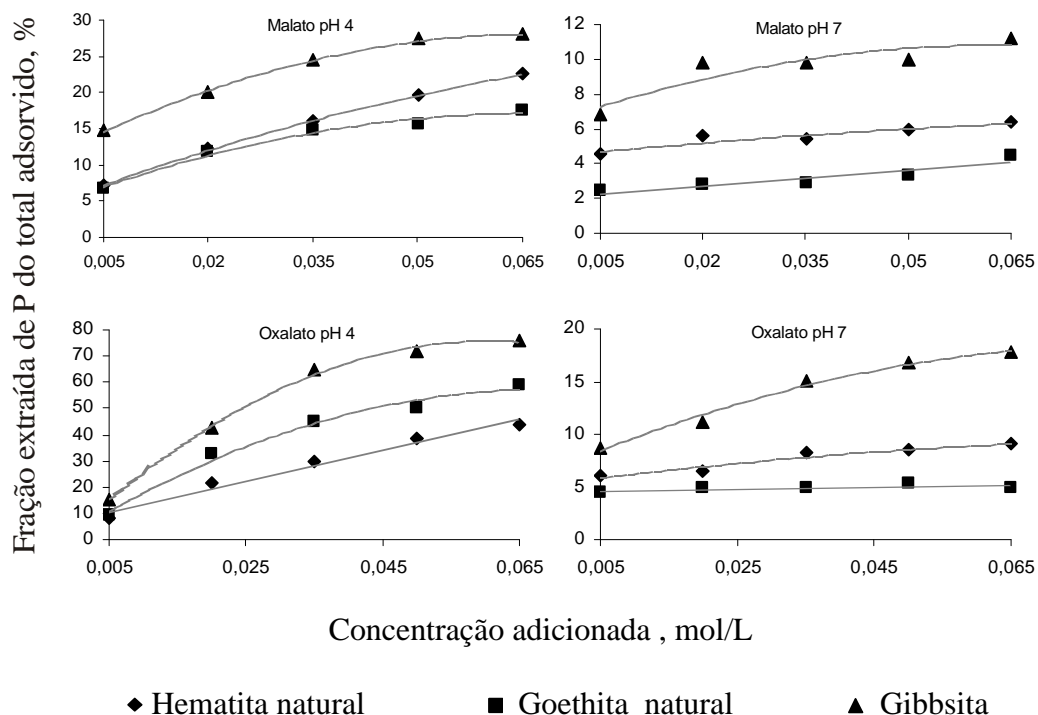 Fração extraída de P do total adsorvido, %
Malato pH 4
30
25
20
15
10
5
0
0,005 0,02 0,035 0,05 0,065
Malato pH 7
12
10
8
6
4
2
0
0,005 0,02 0,035 0,05 0,065
Oxalato pH 4
80
70
60
50
40
30
20
10
0
0,005 0,025 0,045 0,065
Oxalato pH 7
20
15
10
5
0
0,005 0,025 0,045 0,065
Concentração adicionada , mol/L
Hematita natural Goethita natural Gibbsita